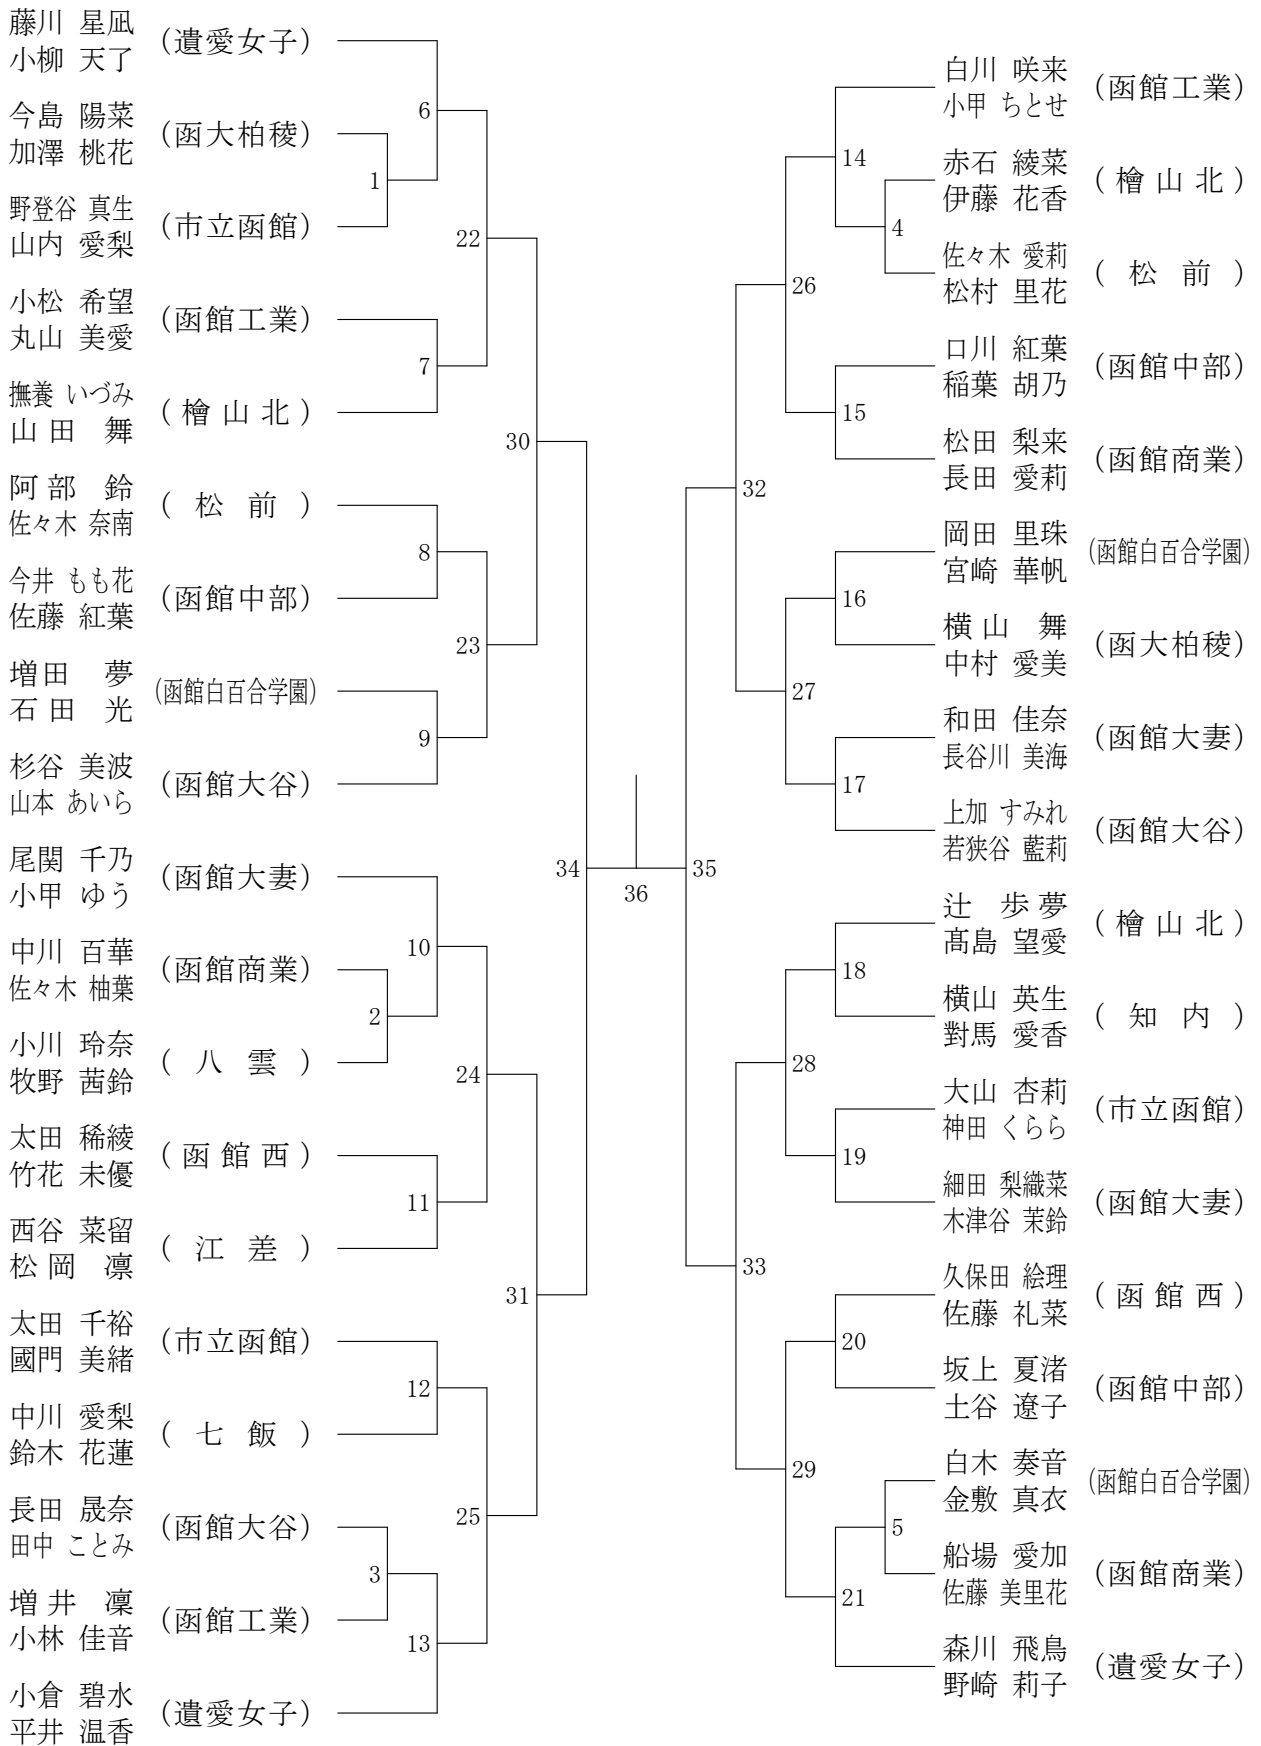 藤川 星凪
小柳 天了
(遺愛女子)
今島 陽菜
加澤 桃花
(函大柏稜)
野登谷 真生
山内 愛梨
(市立函館)
小松 希望
丸山 美愛
(函館工業)
撫養 いづみ
山田 舞
(檜山北)
阿部 鈴
佐々木 奈南
(松前)
今井 もも花
佐藤 紅葉
(函館中部)
増田 夢
石田 光
(函館白百合学園)
杉谷 美波
山本 あいら
(函館大谷)
尾関 千乃
小甲 ゆう
(函館大妻)
中川 百華
佐々木 柚葉
(函館商業)
小川 玲奈
牧野 茜鈴
(八雲)
太田 稀綾
竹花 未優
(函館西)
西谷 菜留
松岡 凛
(江差)
太田 千裕
國門 美緒
(市立函館)
中川 愛梨
鈴木 花蓮
(七飯)
長田 晟奈
田中 ことみ
(函館大谷)
増井 凜
小林 佳音
(函館工業)
小倉 碧水
平井 温香
(遺愛女子)
1
2
3
6
7
8
9
10
11
12
13
22
23
24
25
30
31
34
36
35
32
33
26
27
28
29
14
15
16
17
18
19
20
21
4
5
白川 咲来
小甲 ちとせ
(函館工業)
赤石 綾菜
伊藤 花香
(檜山北)
佐々木 愛莉
松村 里花
(松前)
口川 紅葉
稲葉 胡乃
(函館中部)
松田 梨来
長田 愛莉
(函館商業)
岡田 里珠
宮崎 華帆
(函館白百合学園)
横山 舞
中村 愛美
(函大柏稜)
和田 佳奈
長谷川 美海
(函館大妻)
上加 すみれ
若狭谷 藍莉
(函館大谷)
辻 歩夢
髙島 望愛
(檜山北)
横山 英生
對馬 愛香
(知内)
大山 杏莉
神田 くらら
(市立函館)
細田 梨織菜
木津谷 茉鈴
(函館大妻)
久保田 絵理
佐藤 礼菜
(函館西)
坂上 夏渚
土谷 遼子
(函館中部)
白木 奏音
金敷 真衣
(函館白百合学園)
船場 愛加
佐藤 美里花
(函館商業)
森川 飛鳥
野崎 莉子
(遺愛女子)